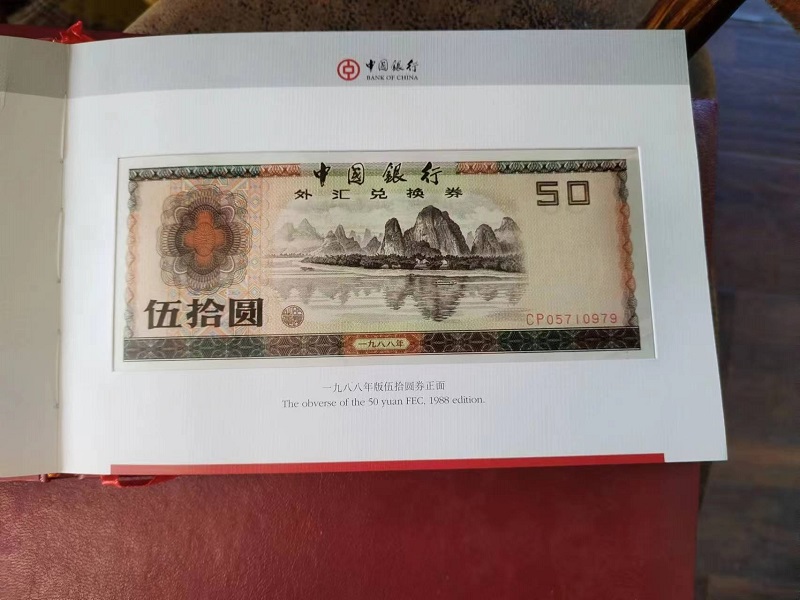 中国银行
BANK OF CHINA
中國銀行
外汇兑换券
50
伍拾圆
CP05710979
一九八八年
一九八八年版伍拾圆券正面
The obverse of the 50 yuan FEC, 1988 edition.